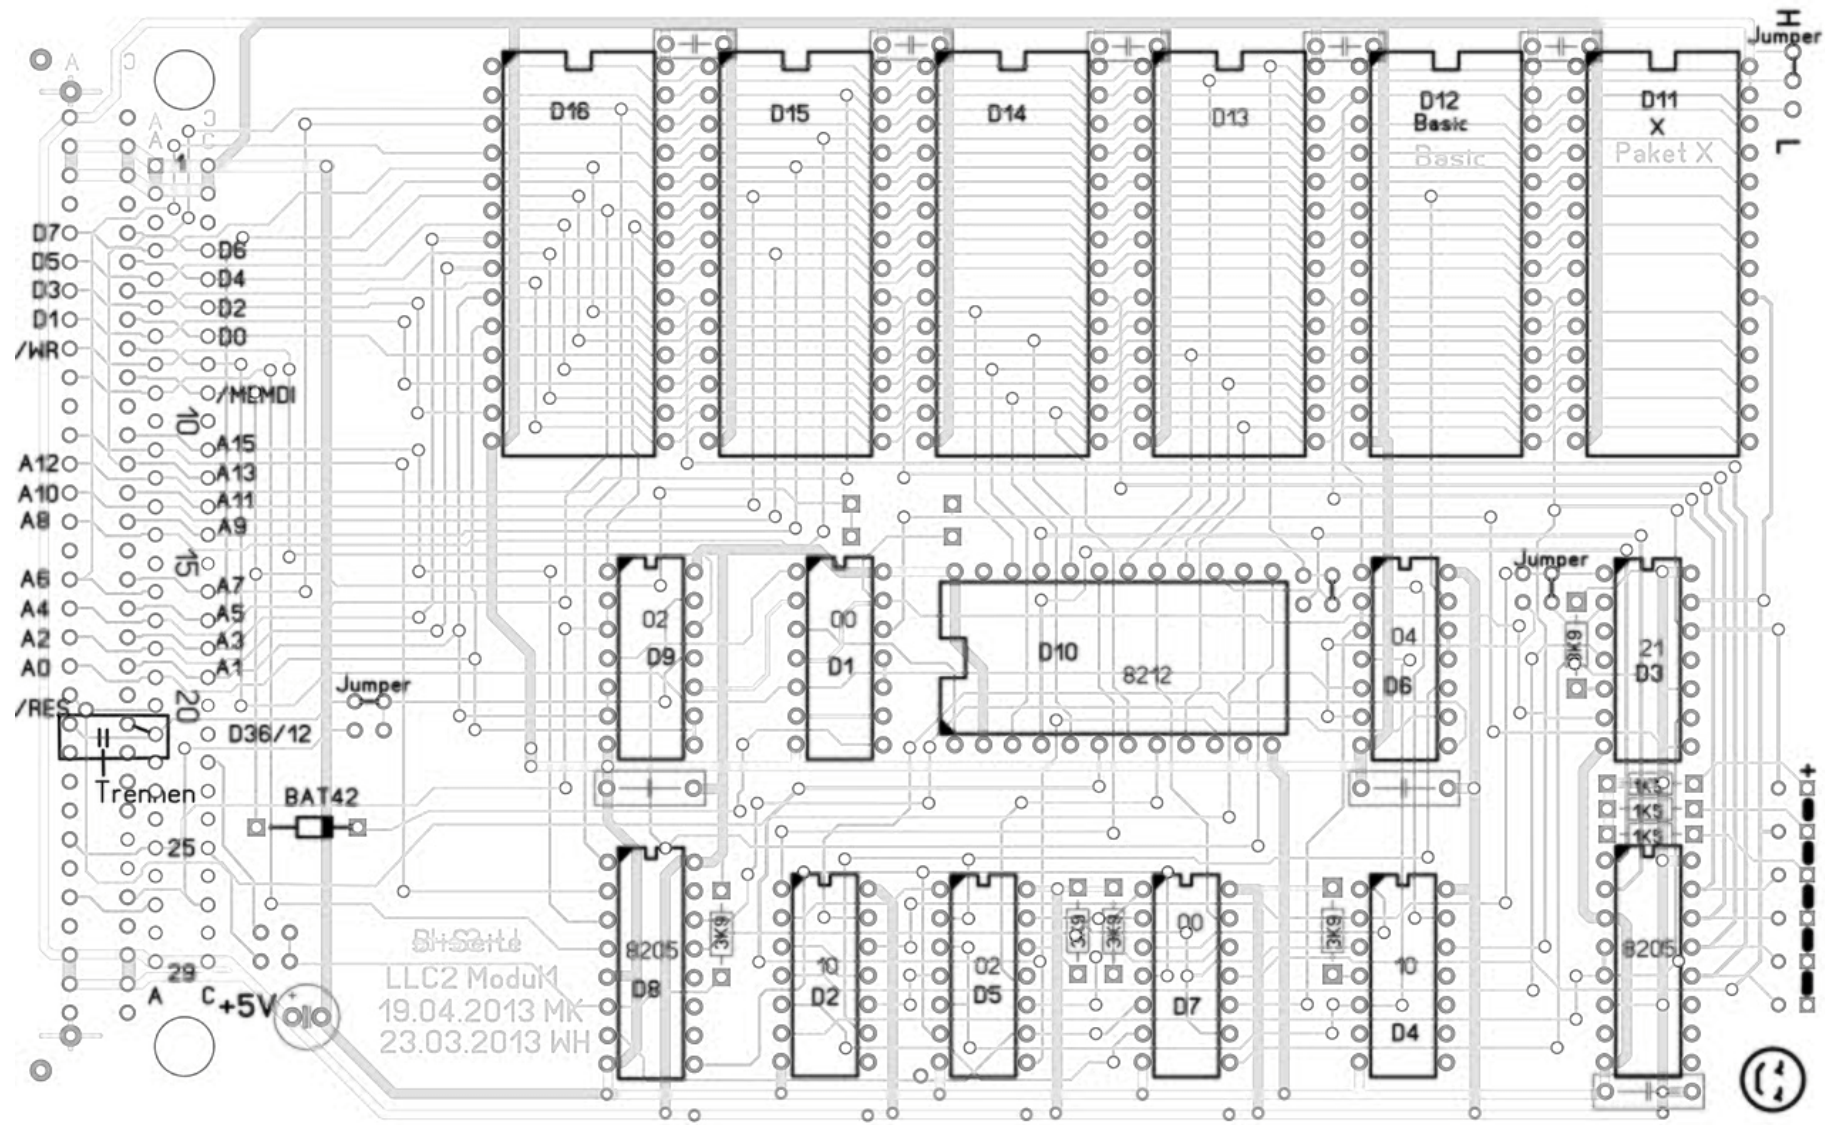 H
Jumper
L
A C
A C
A C
1
D16
D15
D14
D13
D12
Basic
Basic
D11
X
Paket X
D7
D6
D5
D4
D3
D2
D1
D0
/WR
/MEMDI
10
A15
A12
A13
A10
A11
A8
A9
15
A6
A7
A4
A5
A2
A3
A0
A1
/RES
20
Jumper
D36/12
Trennen
BAT42
25
29
A C
+5V
LLC2 Modul1
19.04.2013 MK
23.03.2013 WH
02
D9
00
D1
D10
8212
04
D6
Jumper
3K9
21
D3
1K5
1K5
1K5
+
8205
D8
3K9
10
D2
02
D5
3K9
3K9
00
D7
3K9
10
D4
8205